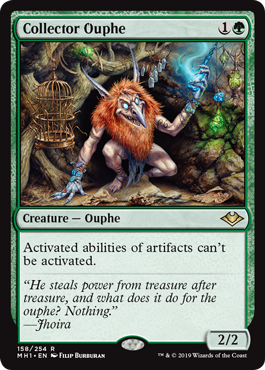 Collector Ouphe 1
Creature — Ouphe
Activated abilities of artifacts can't
be activated.
"He steals power from treasure
after treasure, and what does it do for the
ouphe? Nothing."
—Jhoira
2/2
158/254 R
MH1 • EN Filip Burburan
™ & © 2019 Wizards of the Coast